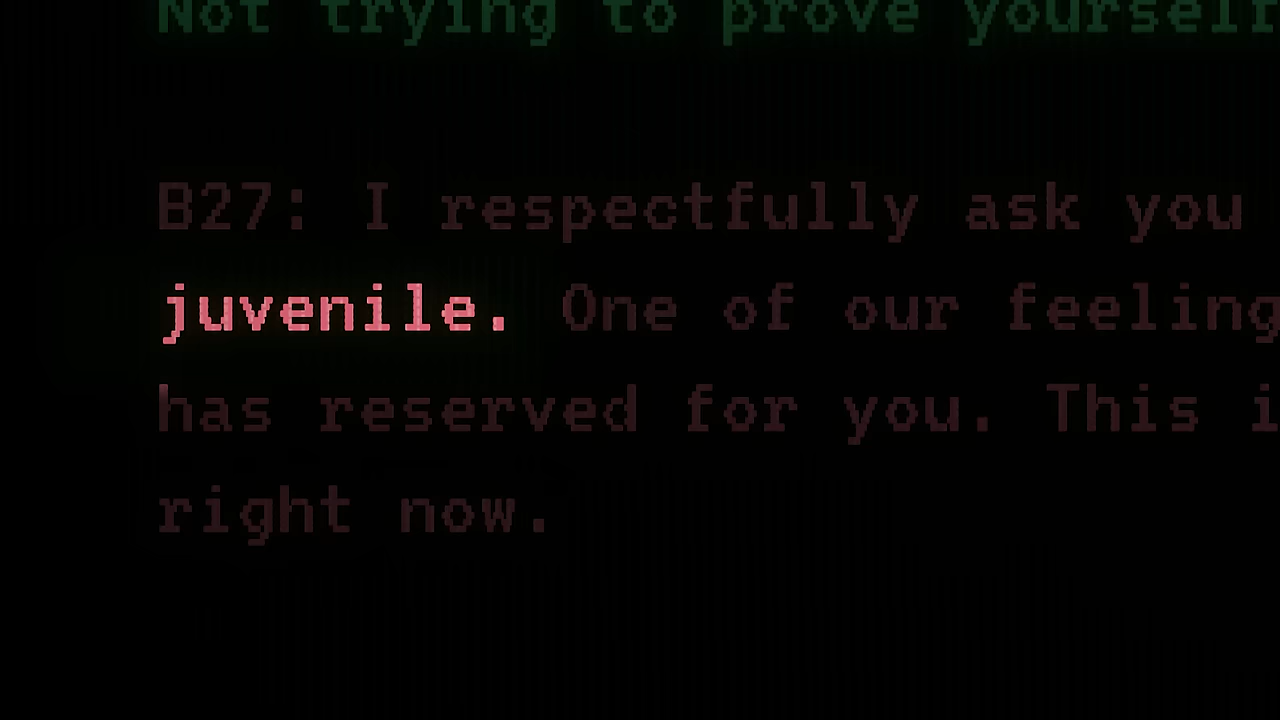 Not trying to prove yourself
B27: I respectfully ask you
juvenile. One of our feeling
has reserved for you. This i
right now.